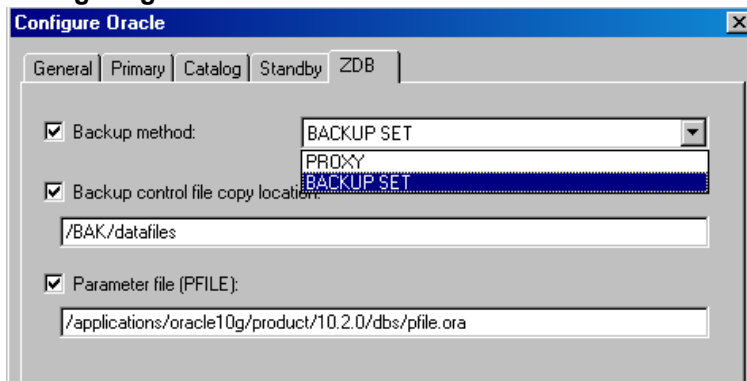 Configure Oracle
General Primary Catalog Standby ZDB
Backup method: BACKUP SET
PROXY
BACKUP SET
Backup control file copy location:
/BAK/datafiles
Parameter file (PFILE):
/applications/oracle10g/product/10.2.0/dbs/pfile.ora